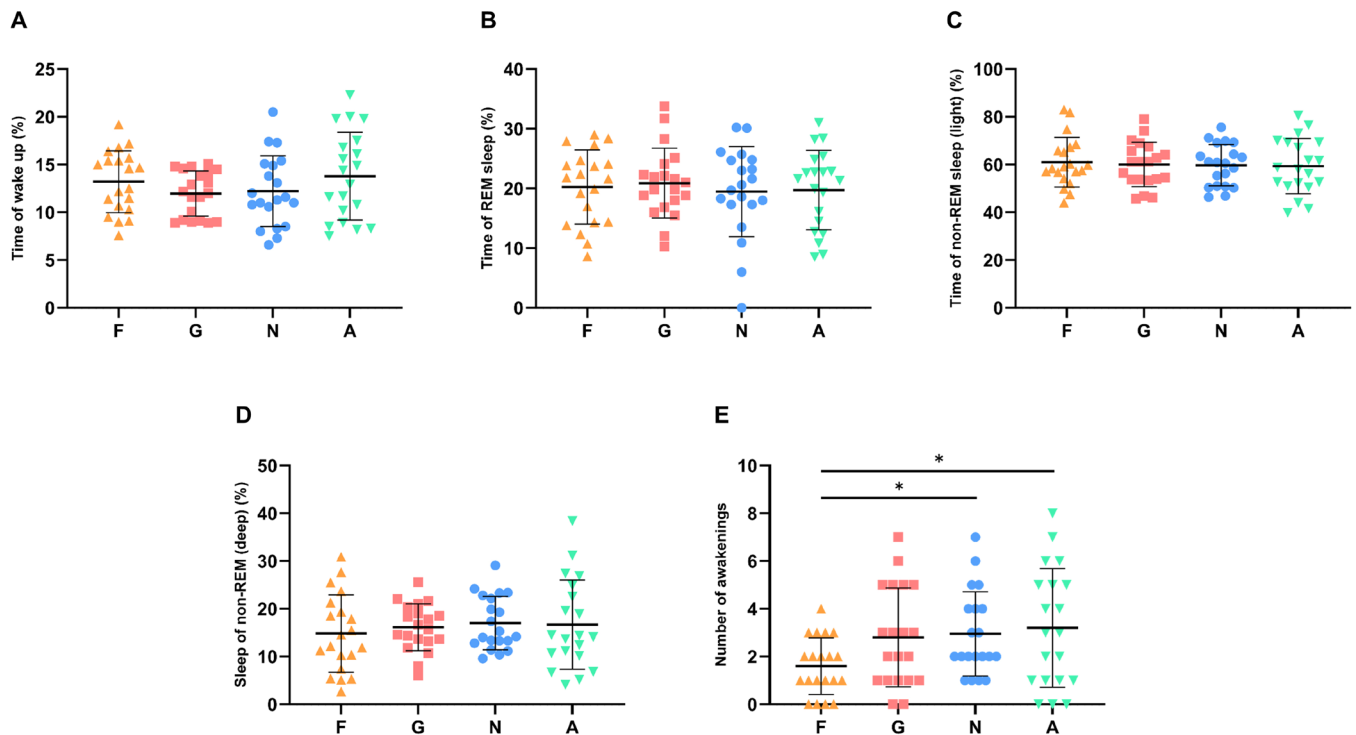 A
B
C
Time of wake up (%)
25
20
15
10
5
0
F G N A
Time of REM sleep (%)
40
30
20
10
0
F G N A
Time of non-REM sleep (light) (%)
100
80
60
40
20
0
F G N A
D
E
Sleep of non-REM (deep) (%)
50
40
30
20
10
0
F G N A
Number of awakenings
10
8
6
4
2
0
*
*
F G N A